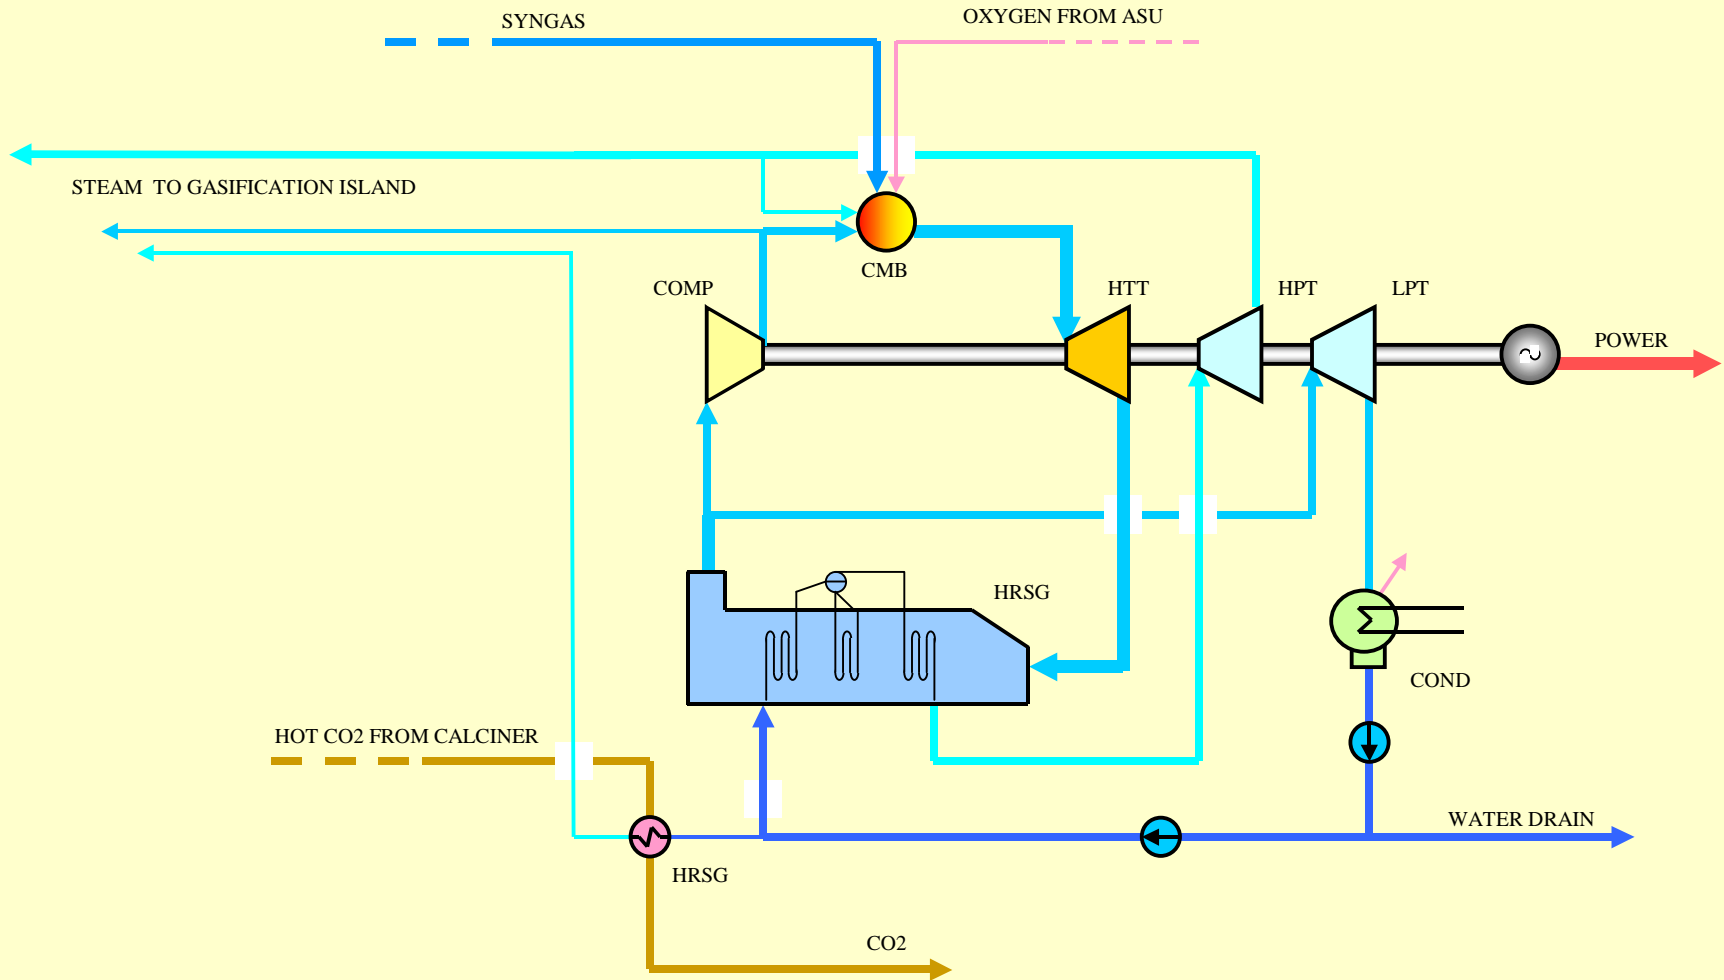 SYNGAS
OXYGEN FROM ASU
STEAM TO GASIFICATION ISLAND
CMB
COMP
HTT
HPT
LPT
POWER
HRSG
COND
HOT CO2 FROM CALCINER
WATER DRAIN
HRSG
CO2